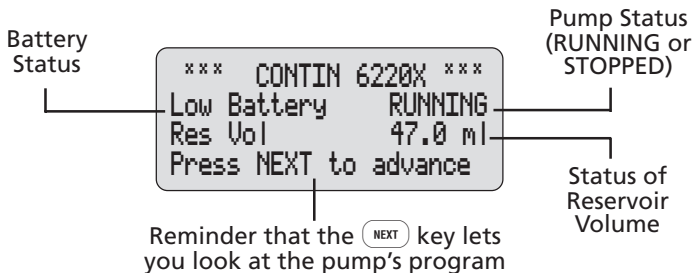 Battery
Status
Pump Status
(RUNNING or
STOPPED)
*** CONTIN 6220X ***
Low Battery RUNNING
Res Vol 47.0 ml
Press NEXT to advance
Status of
Reservoir
Volume
Reminder that the NEXT key lets
you look at the pump's program